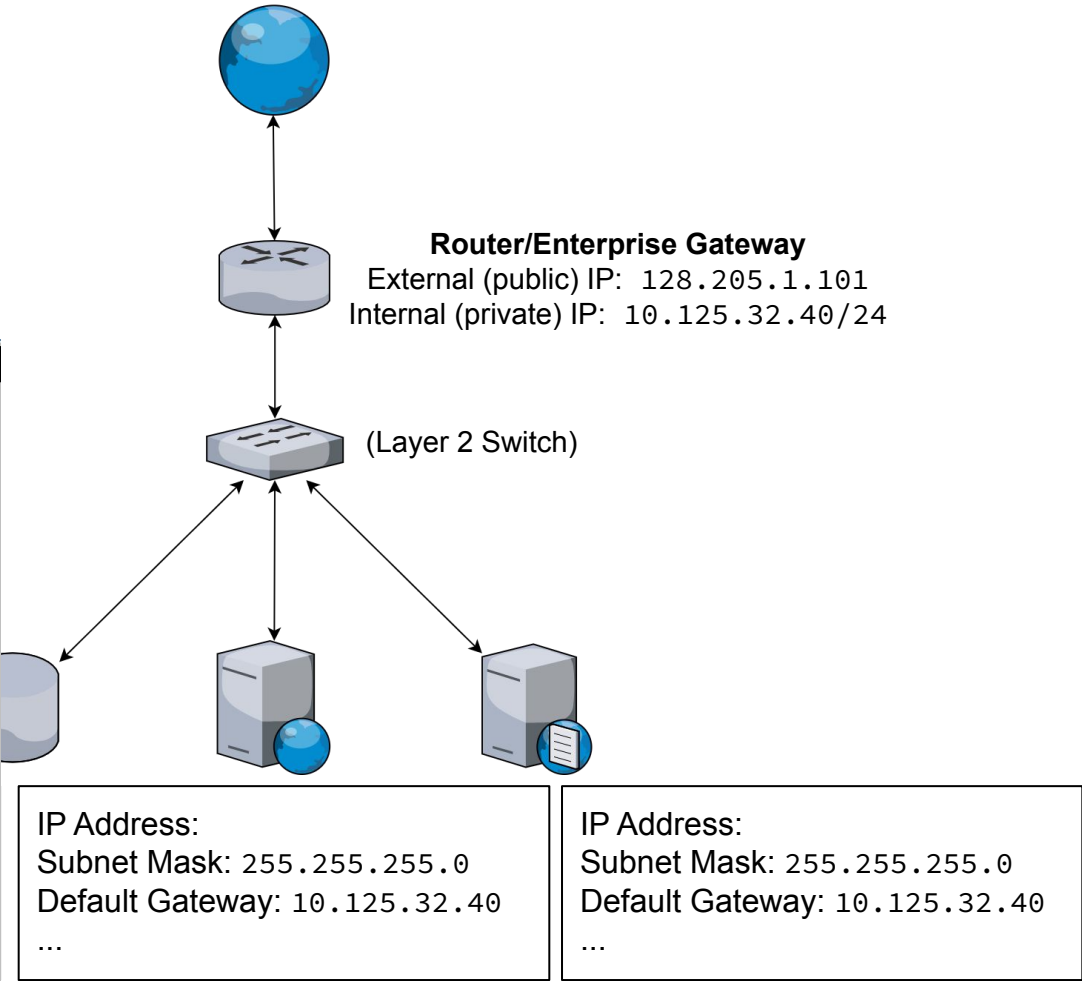 Router/Enterprise Gateway
External (public) IP: 128.205.1.101
Internal (private) IP: 10.125.32.40/24
(Layer 2 Switch)
IP Address:
Subnet Mask: 255.255.255.0
Default Gateway: 10.125.32.40
...
IP Address:
Subnet Mask: 255.255.255.0
Default Gateway: 10.125.32.40
...